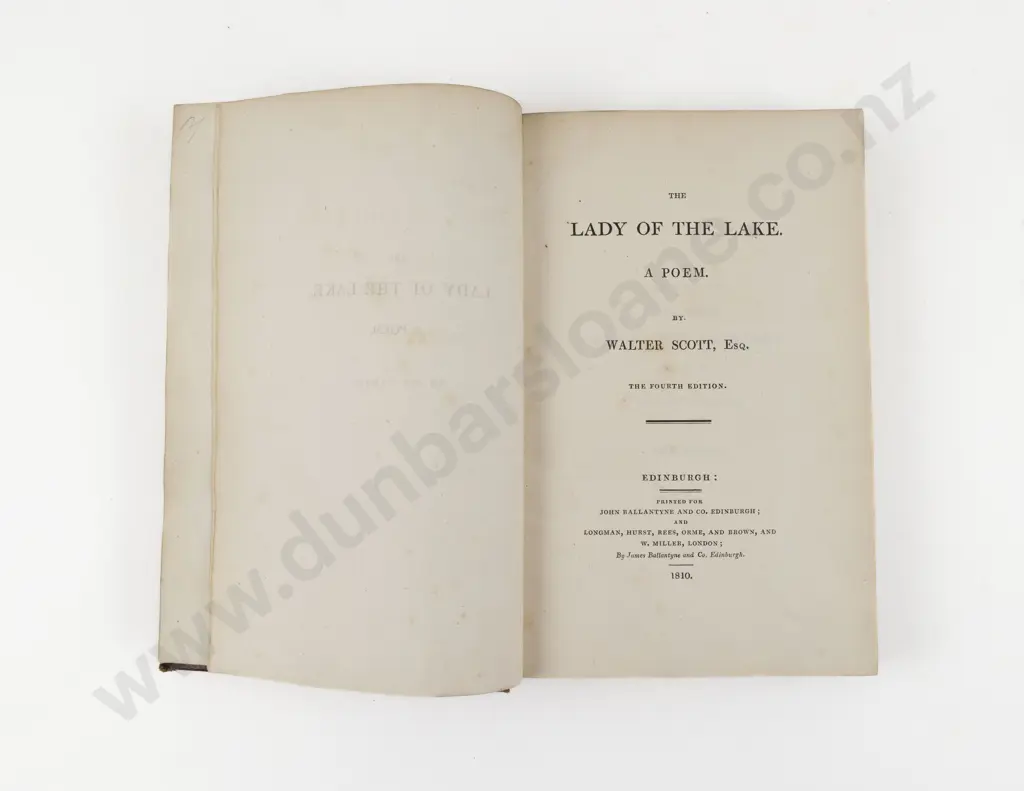 THE
LADY OF THE LAKE.
A POEM.
BY
WALTER SCOTT, Esq.
THE FOURTH EDITION.
EDINBURGH:
PRINTED FOR
JOHN BALLANTYNE AND CO. EDINBURGH;
AND
LONGMAN, HURST, REES, ORME, AND BROWN, AND
W. MILLER, LONDON;
By James Ballantyne and Co. Edinburgh.
1810.
www.dunbarsloane.co.nz